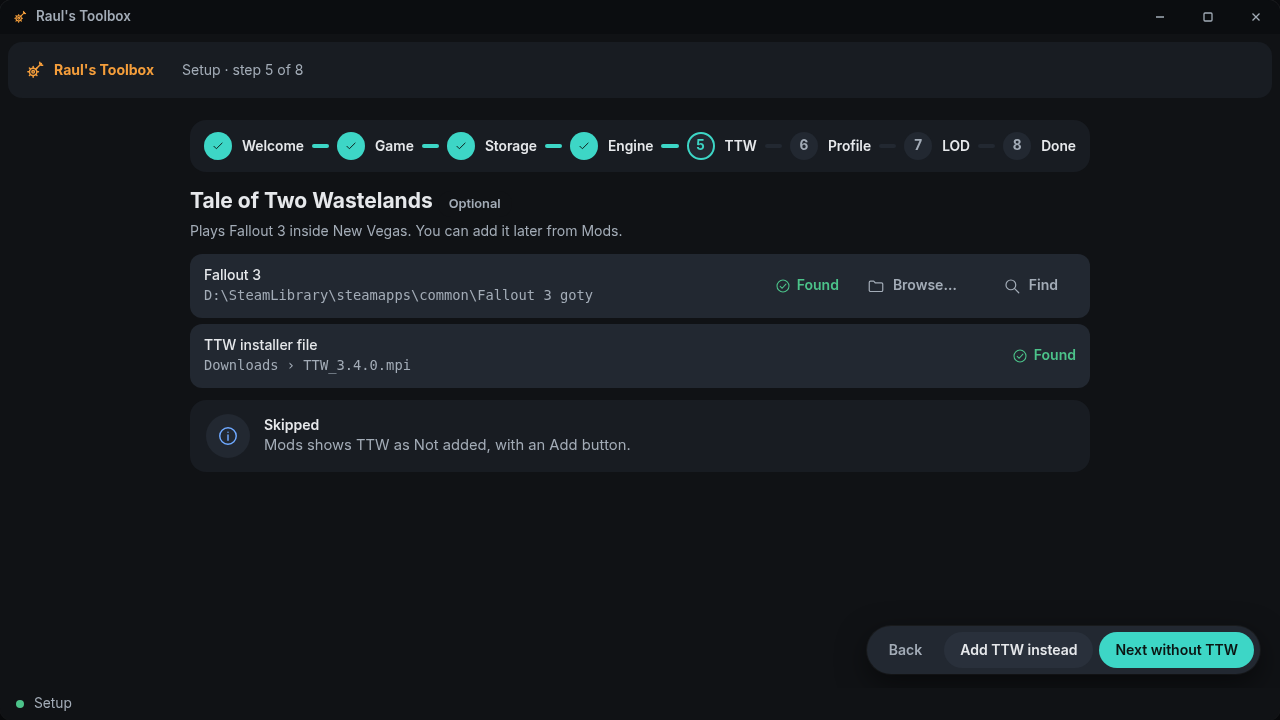 Raul's Toolbox
Raul's Toolbox
Setup · step 5 of 8
Welcome
Game
Storage
Engine
5 TTW
6 Profile
7 LOD
8 Done
Tale of Two Wastelands Optional
Plays Fallout 3 inside New Vegas. You can add it later from Mods.
Fallout 3
D:\SteamLibrary\steamapps\common\Fallout 3 goty
Found
Browse...
Find
TTW installer file
Downloads › TTW_3.4.0.mpi
Found
Skipped
Mods shows TTW as Not added, with an Add button.
Back
Add TTW instead
Next without TTW
Setup